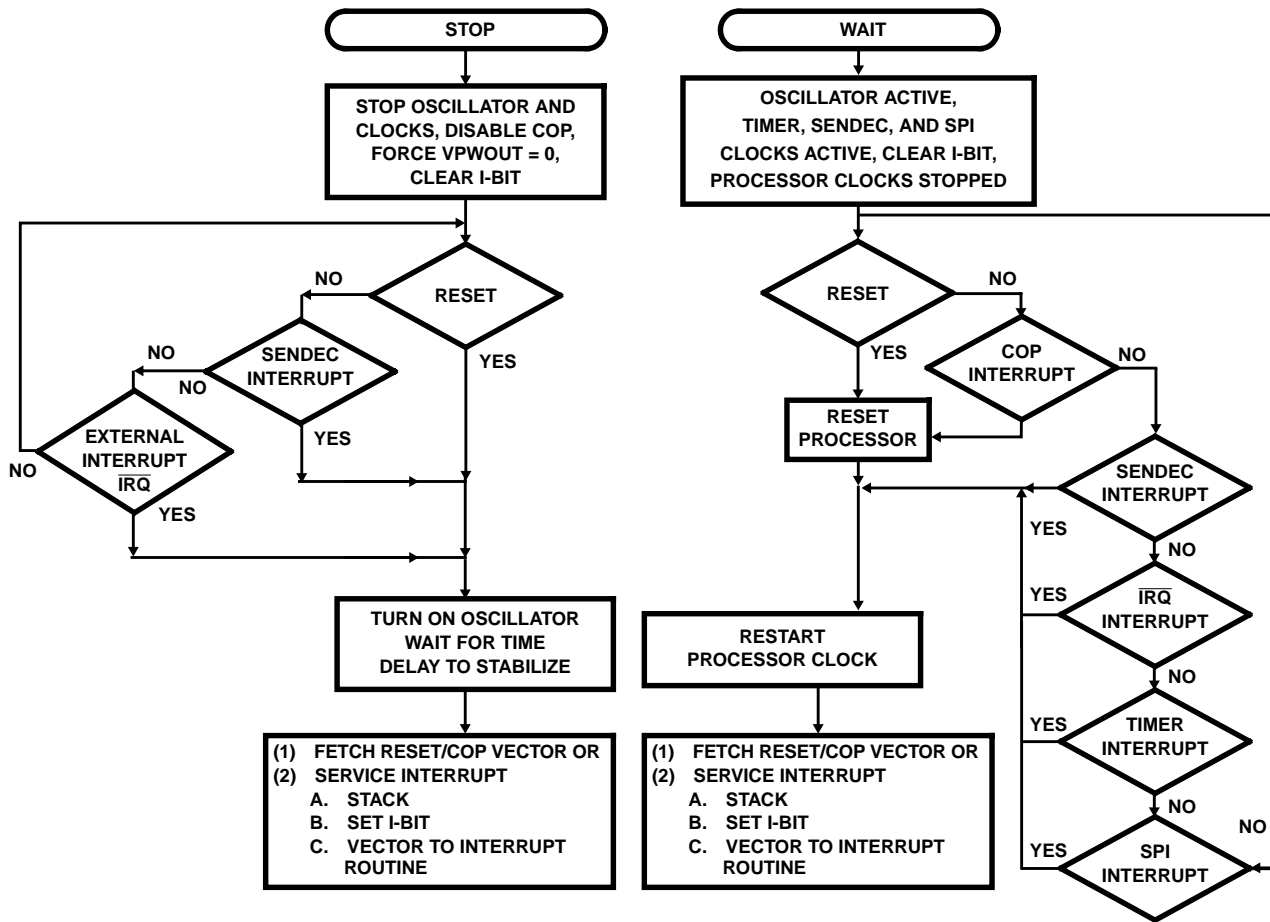 STOP
STOP OSCILLATOR AND
CLOCKS, DISABLE COP,
FORCE VPWOUT = 0,
CLEAR I-BIT
RESET
NO
YES
SENDEC
INTERRUPT
NO
NO
YES
EXTERNAL
INTERRUPT
IRQ
NO
YES
TURN ON OSCILLATOR
WAIT FOR TIME
DELAY TO STABILIZE
(1) FETCH RESET/COP VECTOR OR
(2) SERVICE INTERRUPT
A. STACK
B. SET I-BIT
C. VECTOR TO INTERRUPT
ROUTINE
WAIT
OSCILLATOR ACTIVE,
TIMER, SENDEC, AND SPI
CLOCKS ACTIVE, CLEAR I-BIT,
PROCESSOR CLOCKS STOPPED
RESET
NO
YES
COP
INTERRUPT
NO
RESET
PROCESSOR
SENDEC
INTERRUPT
YES
NO
IRQ
INTERRUPT
YES
NO
TIMER
INTERRUPT
YES
NO
SPI
INTERRUPT
YES
NO
RESTART
PROCESSOR CLOCK
(1) FETCH RESET/COP VECTOR OR
(2) SERVICE INTERRUPT
A. STACK
B. SET I-BIT
C. VECTOR TO INTERRUPT
ROUTINE